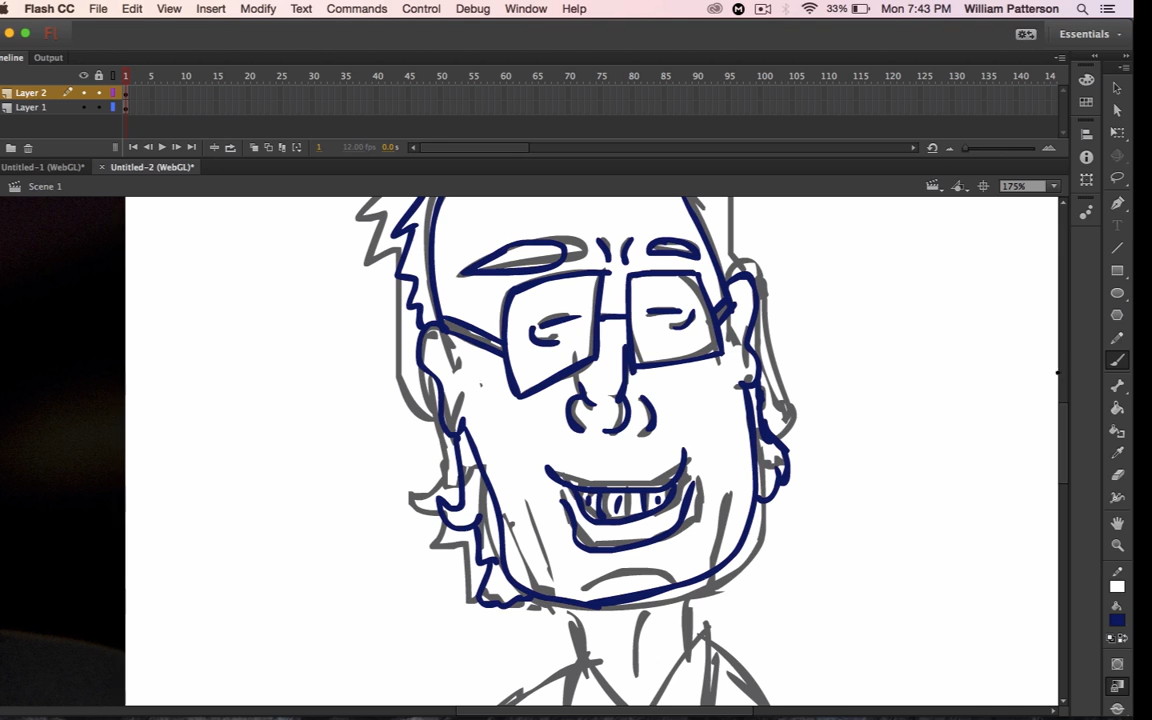 Flash CC File Edit View Insert Modify Text Commands Control Debug Window Help 33% Mon 7:43 PM William Patterson
Fl Essentials
meline Output
1 5 10 15 20 25 30 35 40 45 50 55 60 65 70 75 80 85 90 95 100 105 110 115 120 125 130 135 140 14
Layer 2
Layer 1
1 12.00 fps 0.0 s
Untitled-1 (WebGL)* × Untitled-2 (WebGL)*
Scene 1 175%